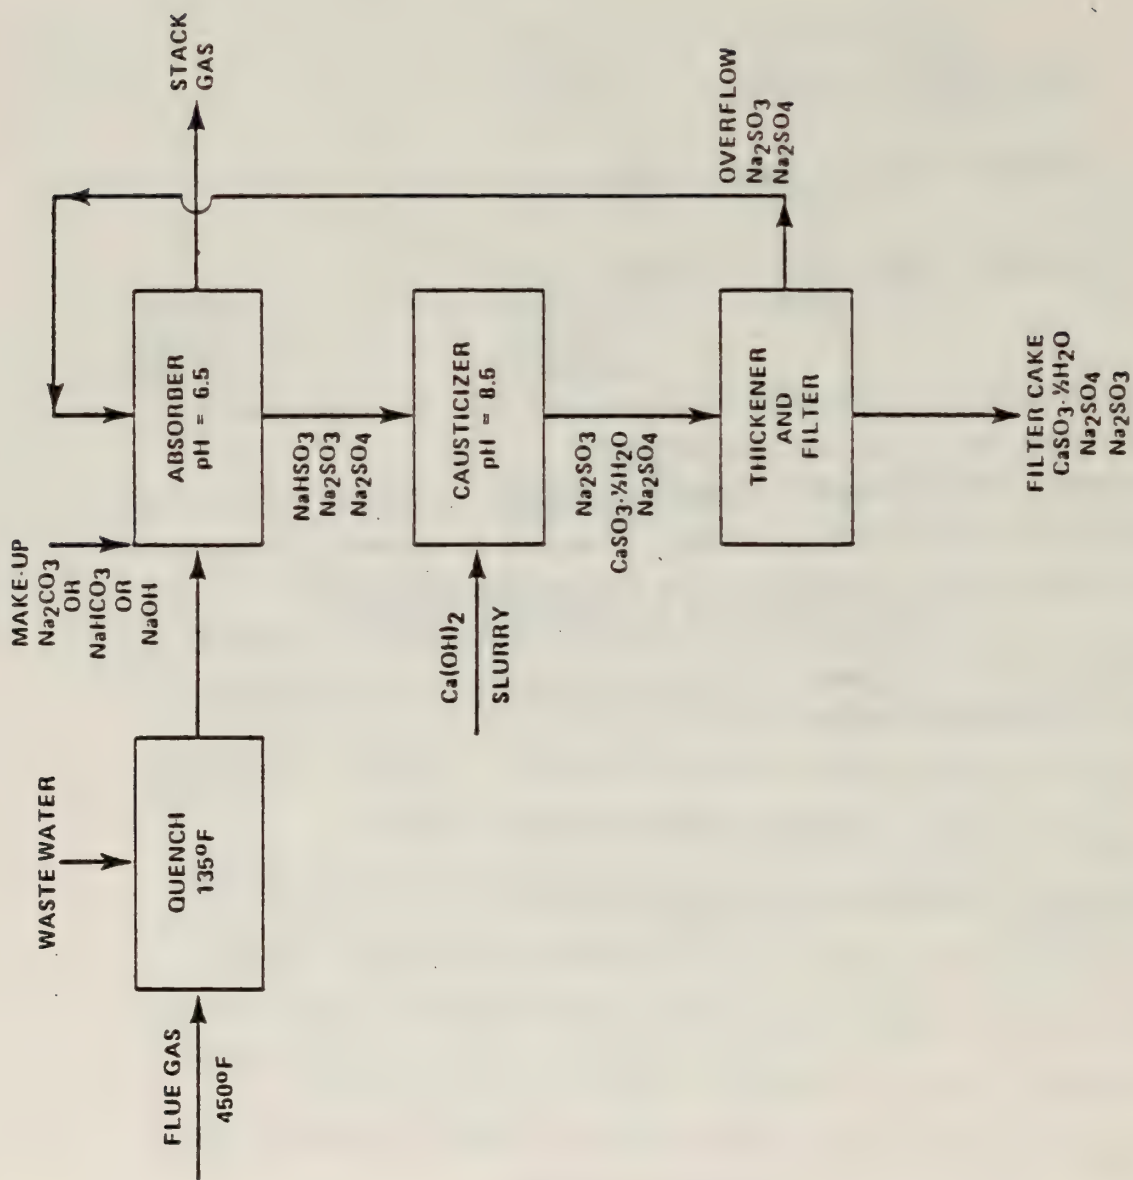 FLUE GAS
450ºF
WASTE WATER
QUENCH
135ºF
MAKE-UP
Na2CO3
OR
NaHCO3
OR
NaOH
ABSORBER
pH = 6.5
STACK
GAS
NaHSO3
Na2SO3
Na2SO4
Ca(OH)2
SLURRY
CAUSTICIZER
pH = 8.5
Na2SO3
CaSO3·½H2O
Na2SO4
THICKENER
AND
FILTER
OVERFLOW
Na2SO3
Na2SO4
FILTER CAKE
CaSO3·½H2O
Na2SO4
Na2SO3